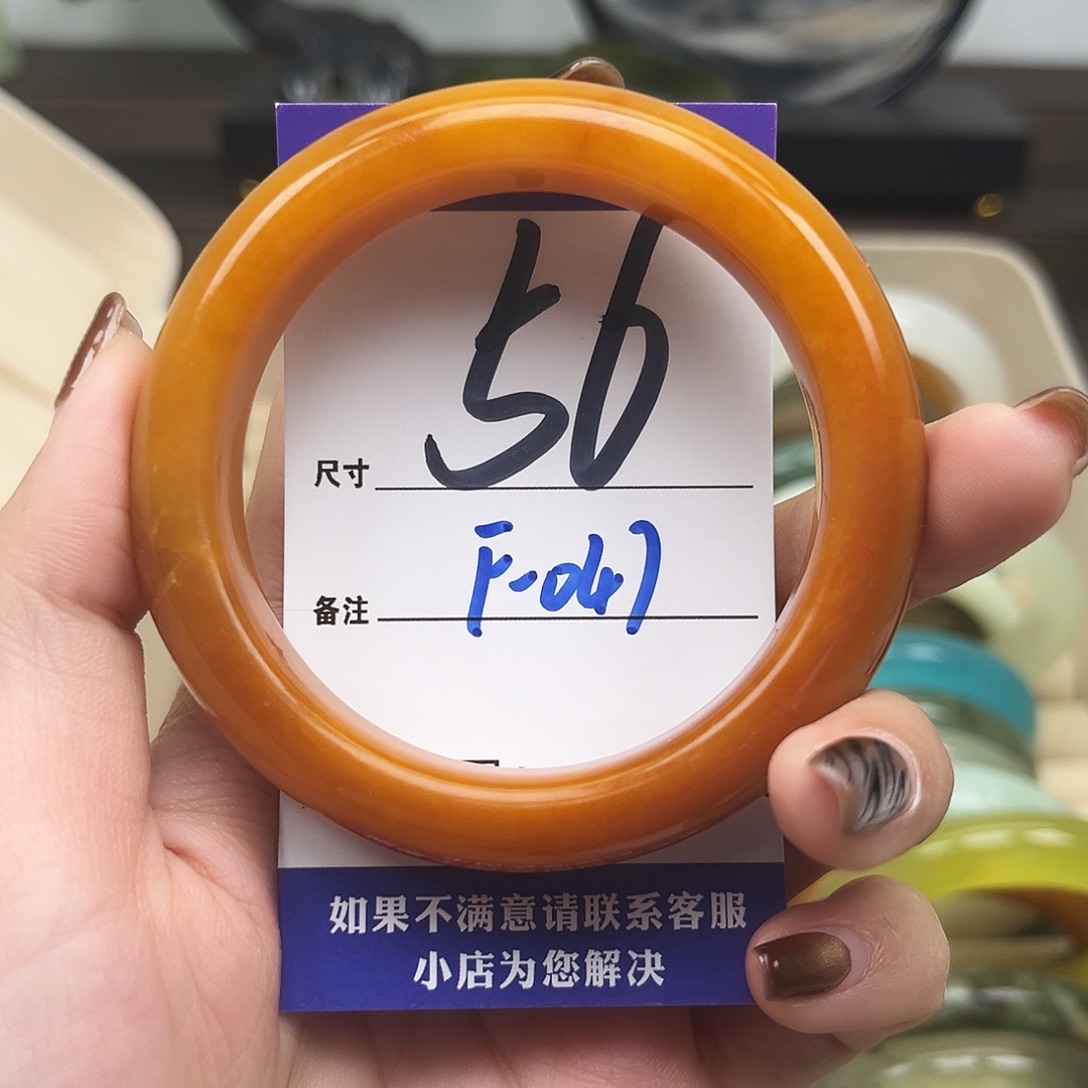 尺寸 56
备注 F-047
如果不满意请联系客服
小店为您解决